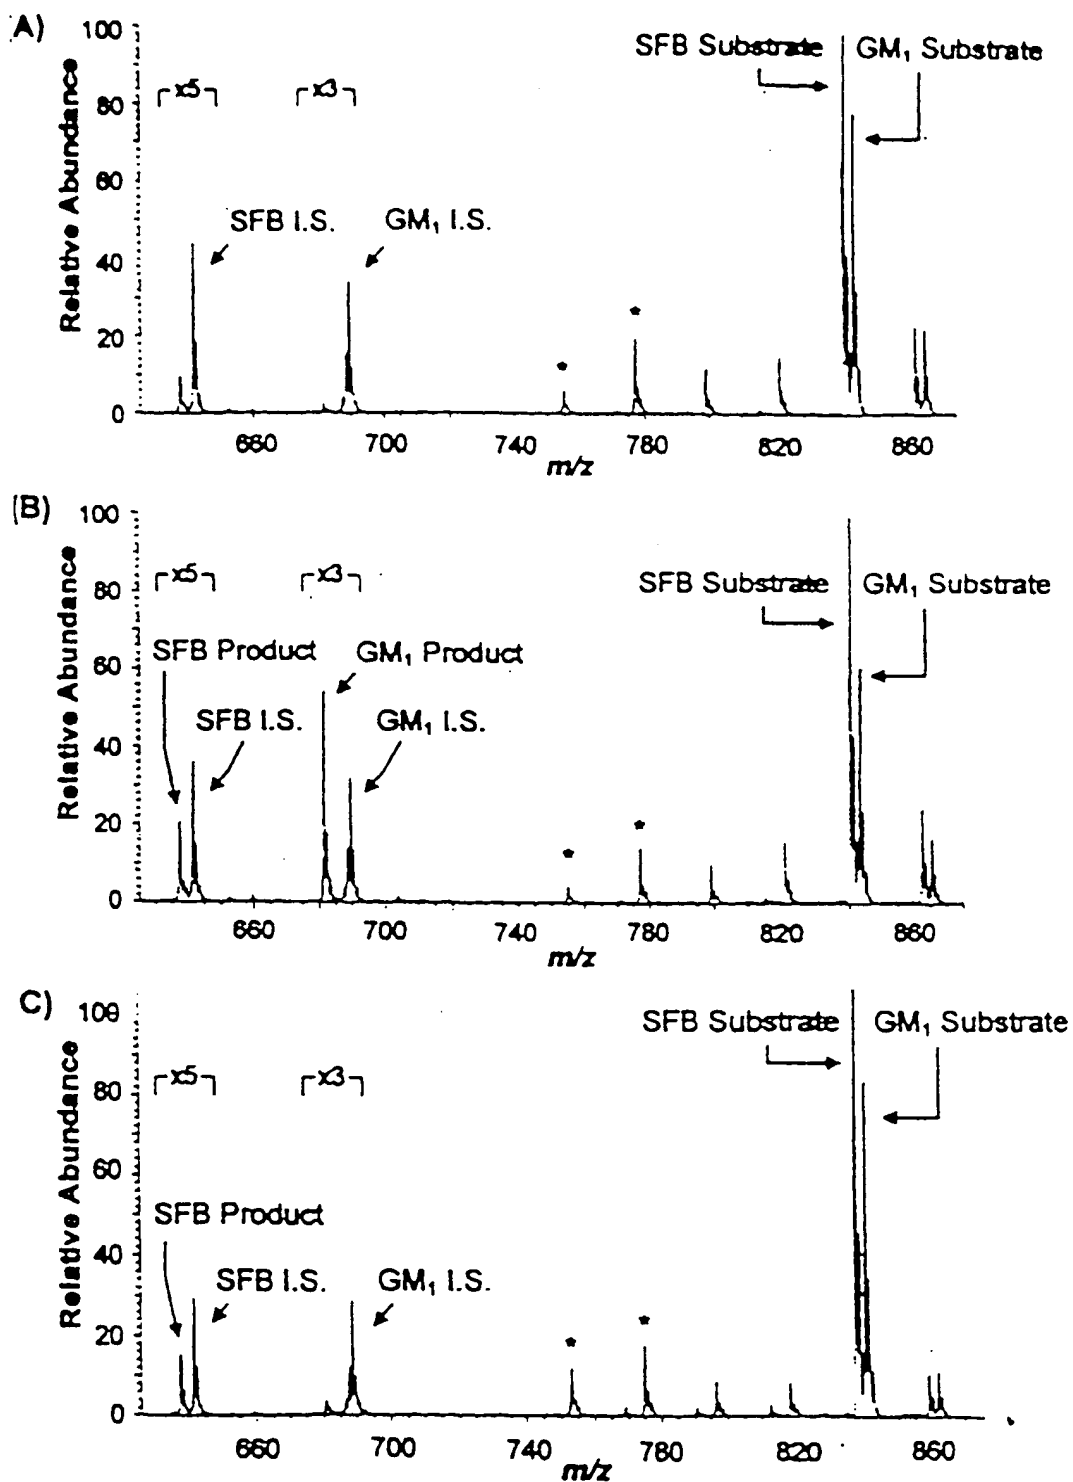 A)
100
80
60
40
20
0
Relative Abundance
x5
x3
SFB I.S.
GM₁ I.S.
*
*
SFB Substrate
GM₁ Substrate
660 700 740 780 820 860
m/z
(B)
100
80
60
40
20
0
Relative Abundance
x5
x3
SFB Product
GM₁ Product
SFB I.S.
GM₁ I.S.
*
*
SFB Substrate
GM₁ Substrate
660 700 740 780 820 860
m/z
C)
100
80
60
40
20
0
Relative Abundance
x5
x3
SFB Product
SFB I.S.
GM₁ I.S.
*
*
SFB Substrate
GM₁ Substrate
660 700 740 780 820 860
m/z